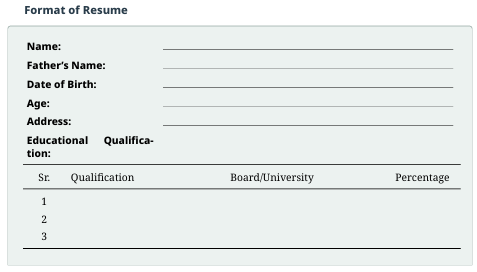 Format of Resume
Name:
Father's Name:
Date of Birth:
Age:
Address:
Educational Qualifica-
tion:
Sr. Qualification Board/University Percentage
1
2
3